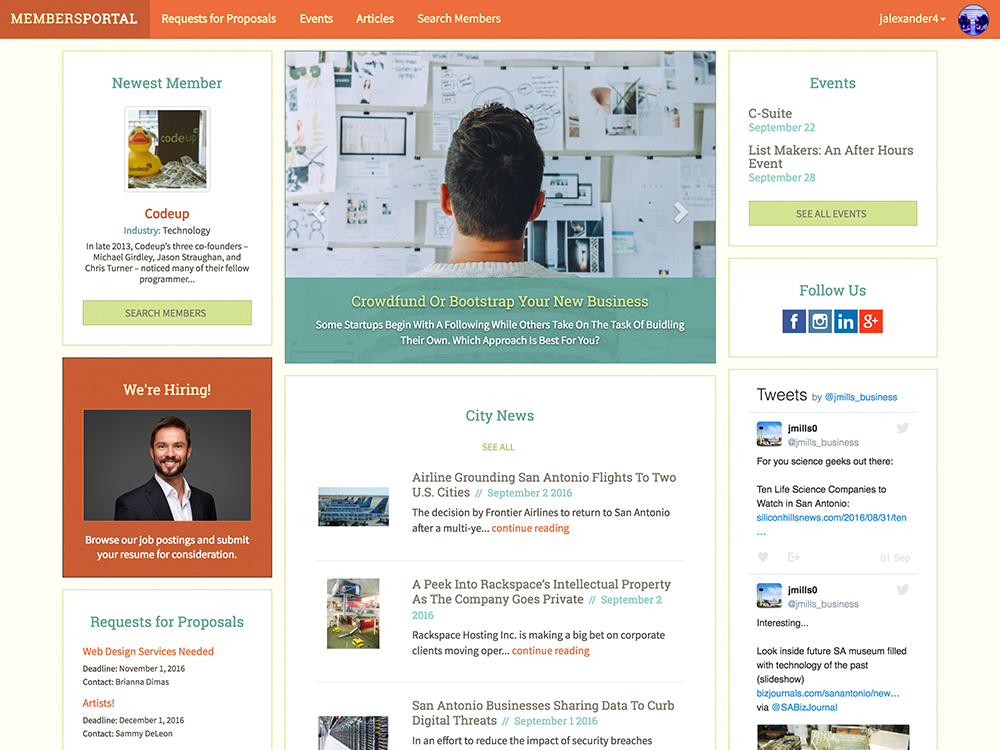 MEMBERSPORTAL
Requests for Proposals
Events
Articles
Search Members
jalexander4
Newest Member
codeup
codeup
Codeup
Industry: Technology
In late 2013, Codeup's three co-founders –
Michael Girdley, Jason Straughan, and
Chris Turner – noticed many of their fellow
programmer...
SEARCH MEMBERS
We're Hiring!
Browse our job postings and submit
your resume for consideration.
Requests for Proposals
Web Design Services Needed
Deadline: November 1, 2016
Contact: Brianna Dimas
Artists!
Deadline: December 1, 2016
Contact: Sammy DeLeon
Crowdfund Or Bootstrap Your New Business
Some Startups Begin With A Following While Others Take On The Task Of Buidling
Their Own. Which Approach Is Best For You?
City News
SEE ALL
Airline Grounding San Antonio Flights To Two
U.S. Cities // September 2 2016
The decision by Frontier Airlines to return to San Antonio
after a multi-ye... continue reading
A Peek Into Rackspace's Intellectual Property
As The Company Goes Private // September 2
2016
Rackspace Hosting Inc. is making a big bet on corporate
clients moving oper... continue reading
San Antonio Businesses Sharing Data To Curb
Digital Threats // September 1 2016
In an effort to reduce the impact of security breaches
Events
C-Suite
September 22
List Makers: An After Hours
Event
September 28
SEE ALL EVENTS
Follow Us
f
in
g+
Tweets by @jmills_business
jmills0
@jmills_business
For you science geeks out there:
Ten Life Science Companies to
Watch in San Antonio:
siliconhillsnews.com/2016/08/31/ten
…
01 Sep
jmills0
@jmills_business
Interesting...
Look inside future SA museum filled
with technology of the past
(slideshow)
bizjournals.com/sanantonio/new…
via @SABizJournal